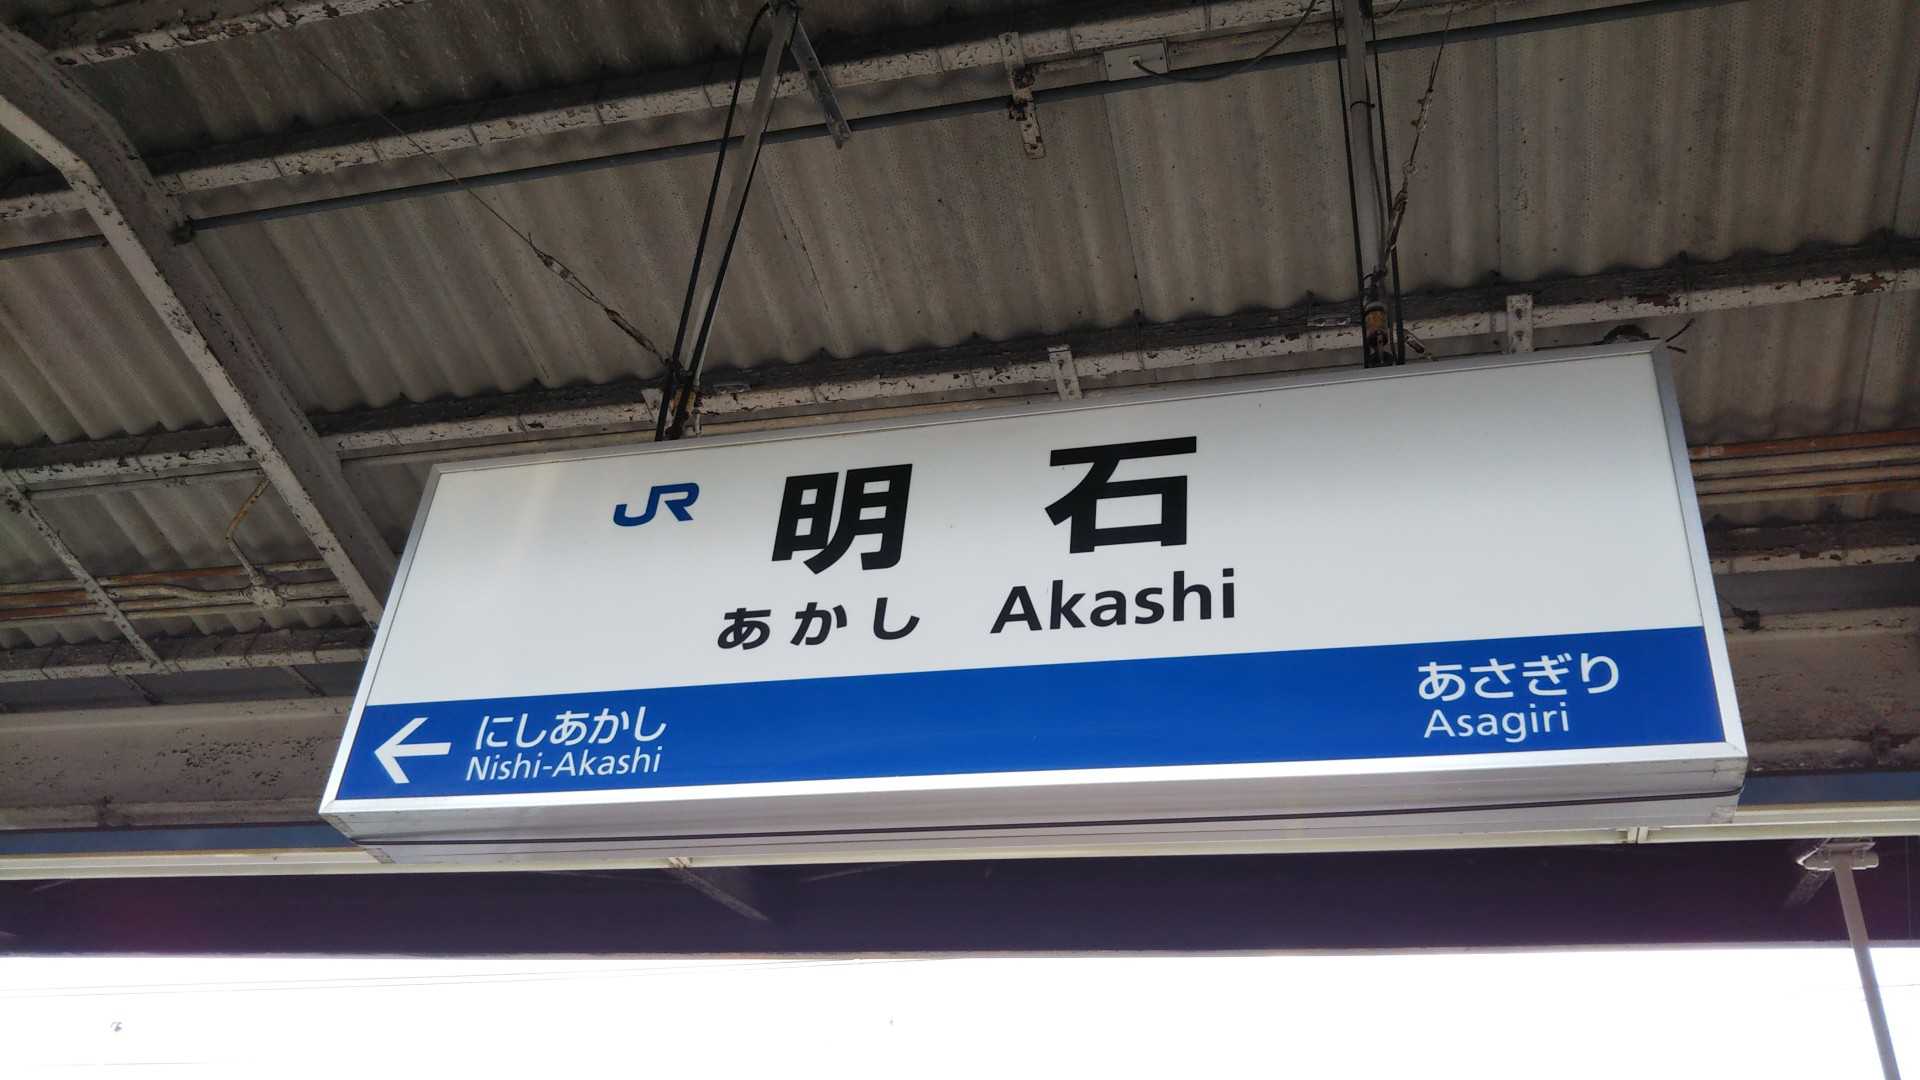 JR 明石
あかし Akashi
← にしあかし
Nishi-Akashi
あさぎり
Asagiri